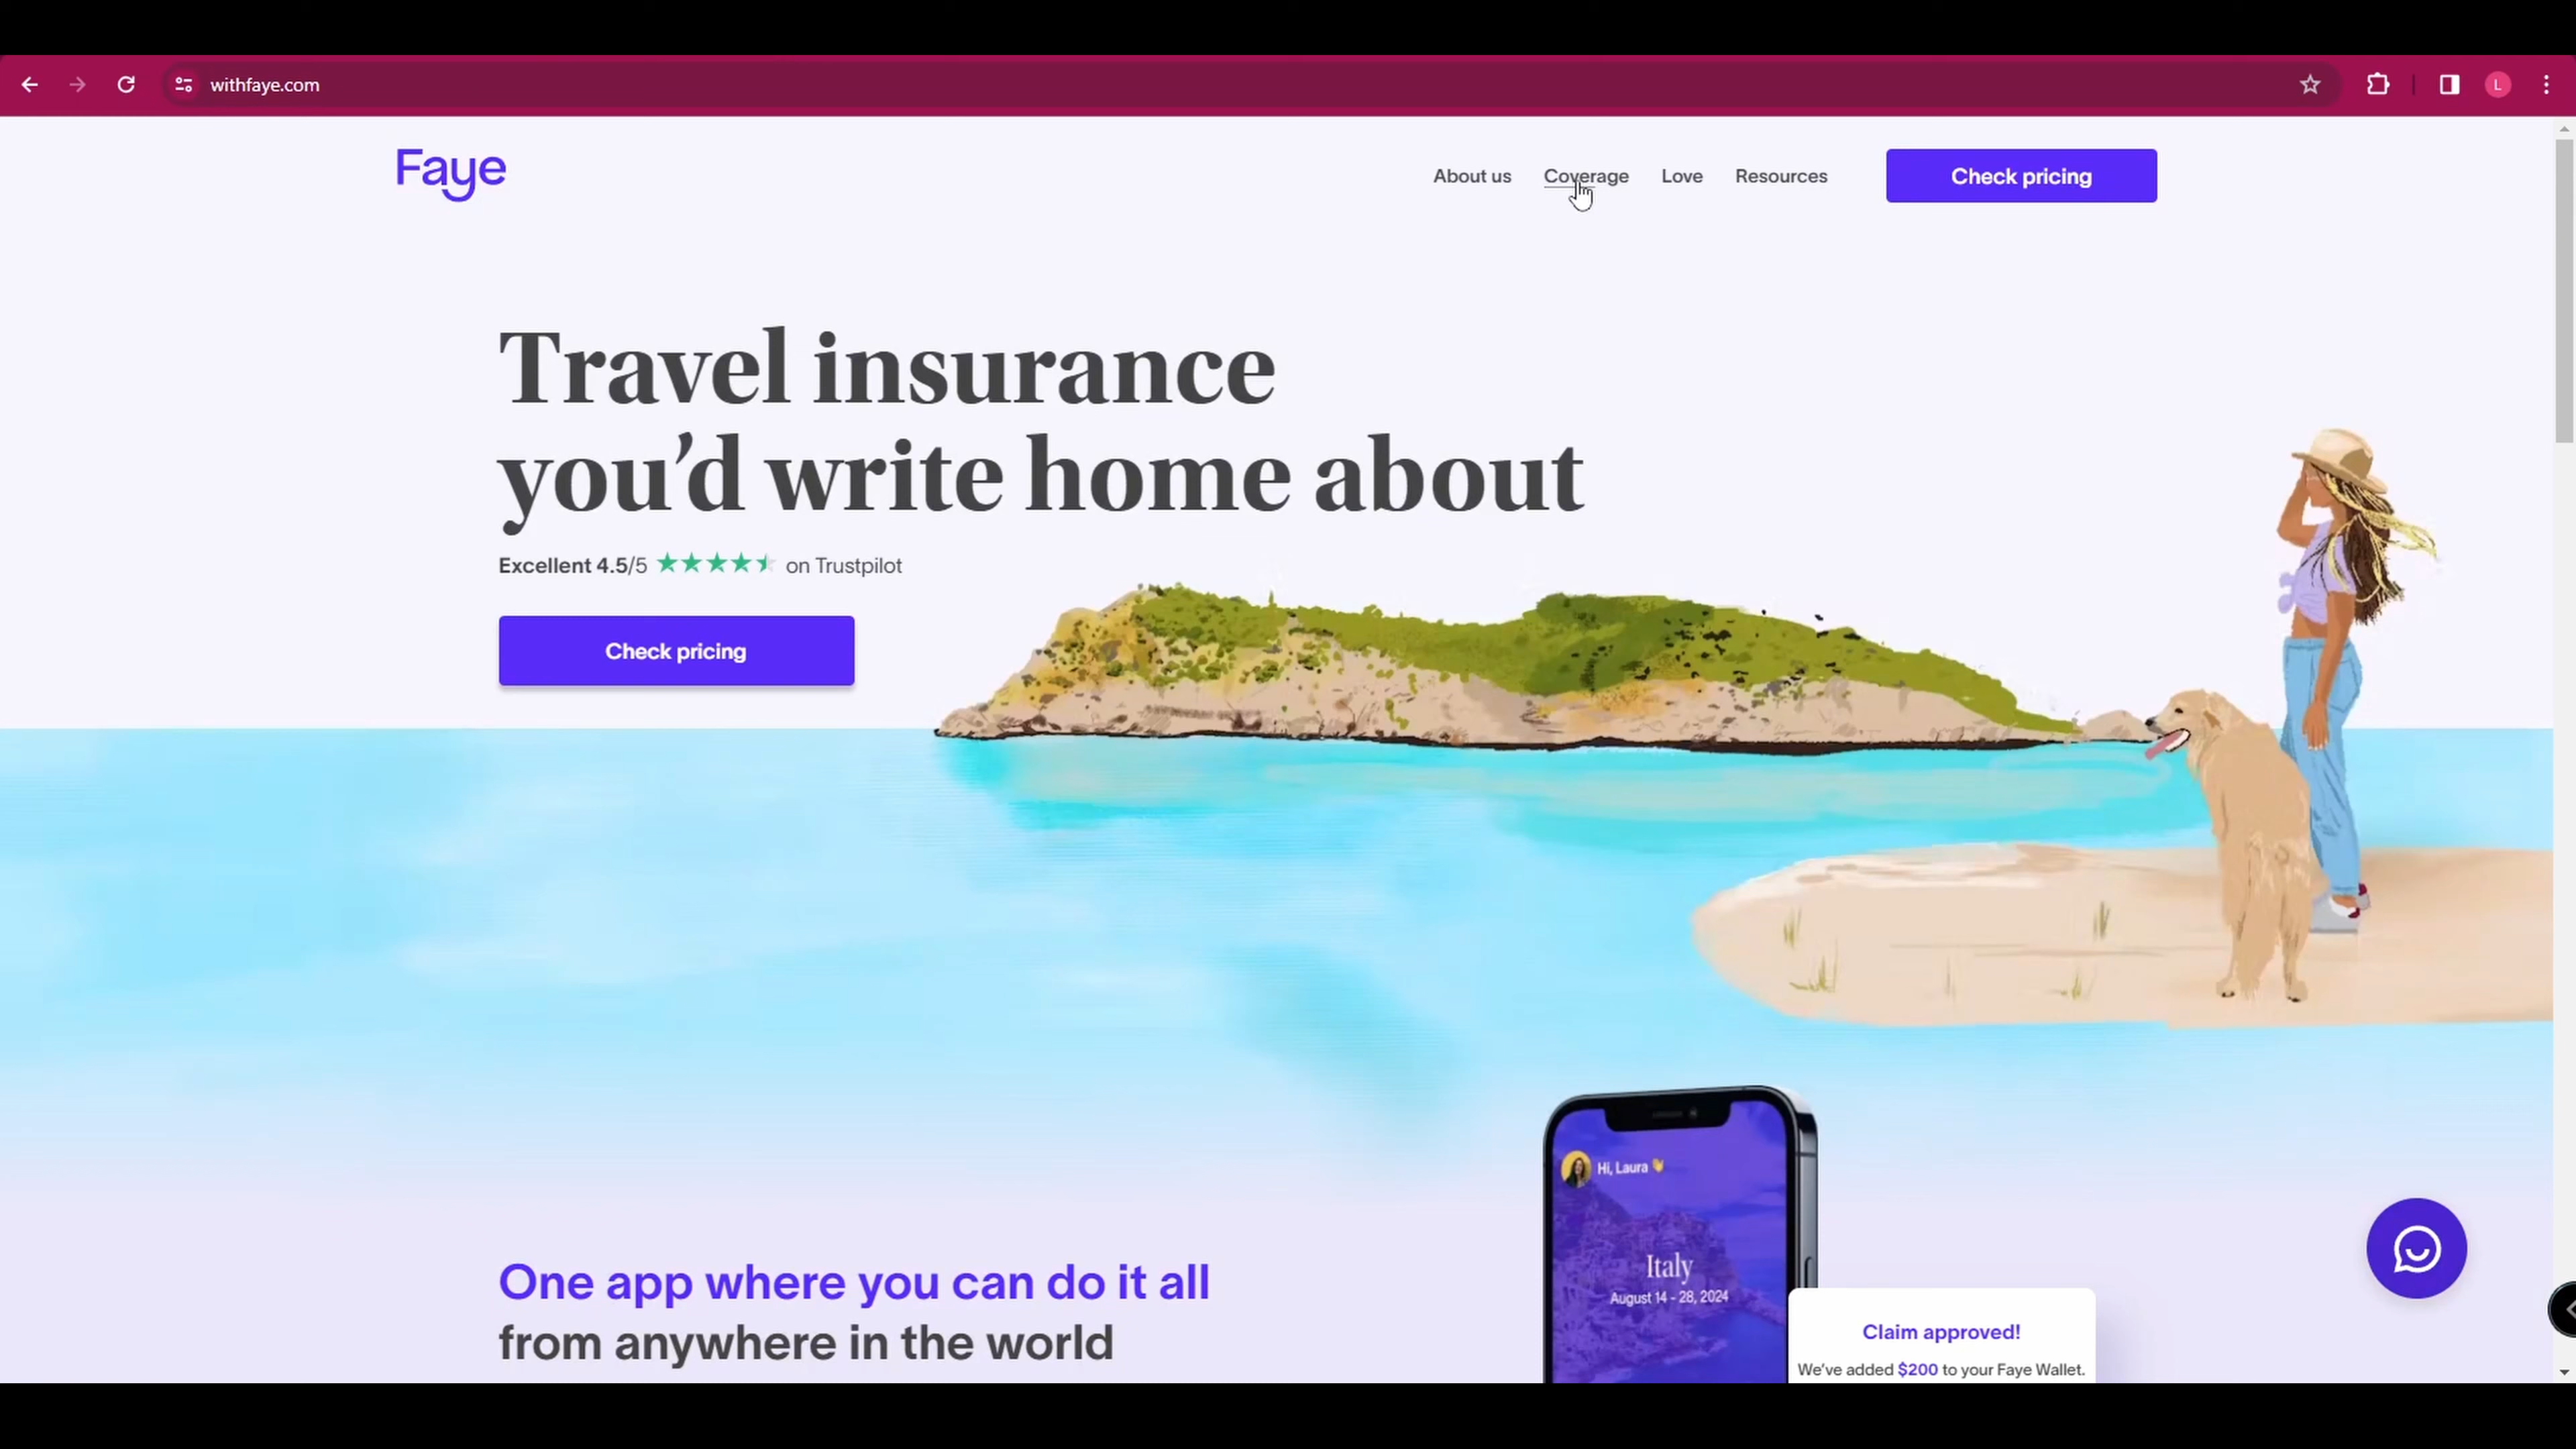 withfaye.com
L
Faye
About us
Coverage
Love
Resources
Check pricing
Travel insurance
you’d write home about
Excellent 4.5/5
on Trustpilot
Check pricing
Hi, Laura
Italy
August 14 - 28, 2024
One app where you can do it all
from anywhere in the world
Claim approved!
We’ve added $200 to your Faye Wallet.